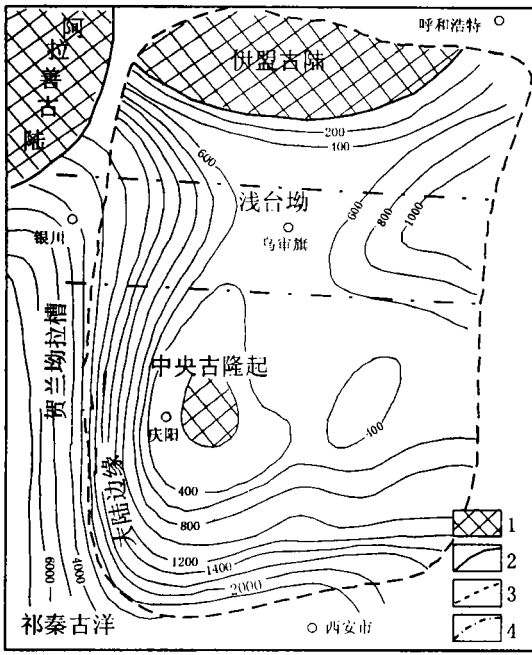 呼和浩特
阿拉善古陆
伊盟古陆
200
400
600
浅台坳
600
800
1000
银川
乌审旗
贺兰坳拉槽
中央古隆起
庆阳
400
400
大陆边缘
800
1200
1400
2000
6000
4000
祁秦古洋
西安市
1
2
3
4